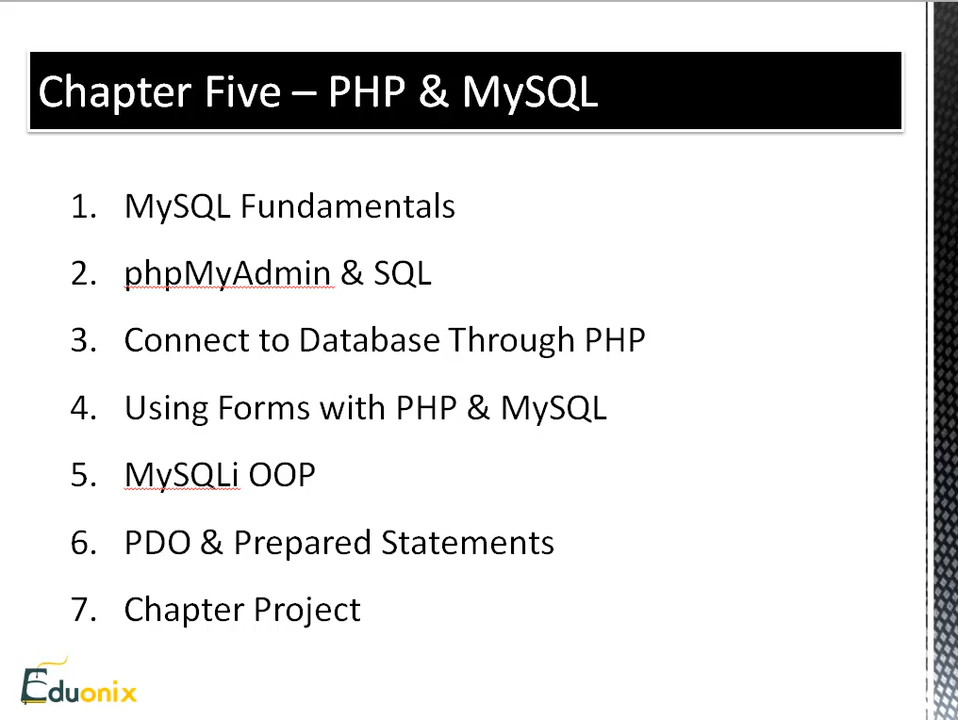 Chapter Five – PHP & MySQL
1. MySQL Fundamentals
2. phpMyAdmin & SQL
3. Connect to Database Through PHP
4. Using Forms with PHP & MySQL
5. MySQLi OOP
6. PDO & Prepared Statements
7. Chapter Project
Eduonix